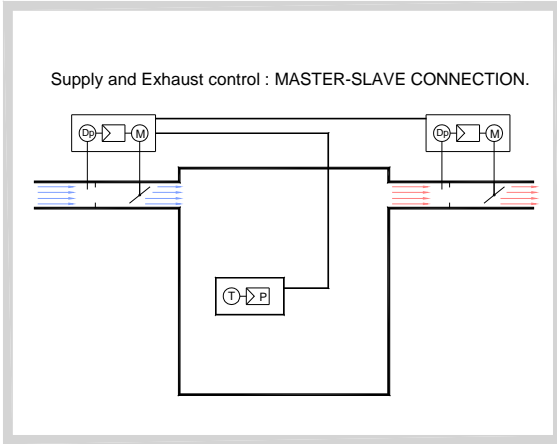 Supply and Exhaust control : MASTER-SLAVE CONNECTION.
Dp M Dp M
T P